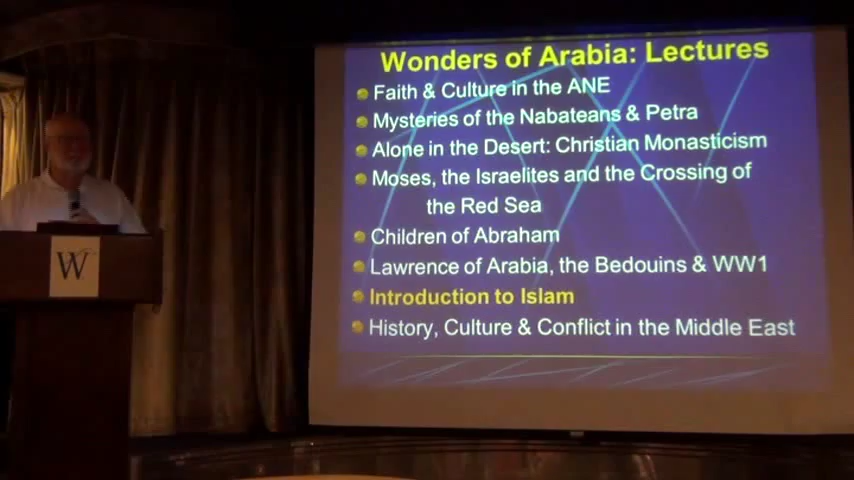 Wonders of Arabia: Lectures
Faith & Culture in the ANE
Mysteries of the Nabateans & Petra
Alone in the Desert: Christian Monasticism
Moses, the Israelites and the Crossing of
the Red Sea
Children of Abraham
Lawrence of Arabia, the Bedouins & WW1
Introduction to Islam
History, Culture & Conflict in the Middle East
W